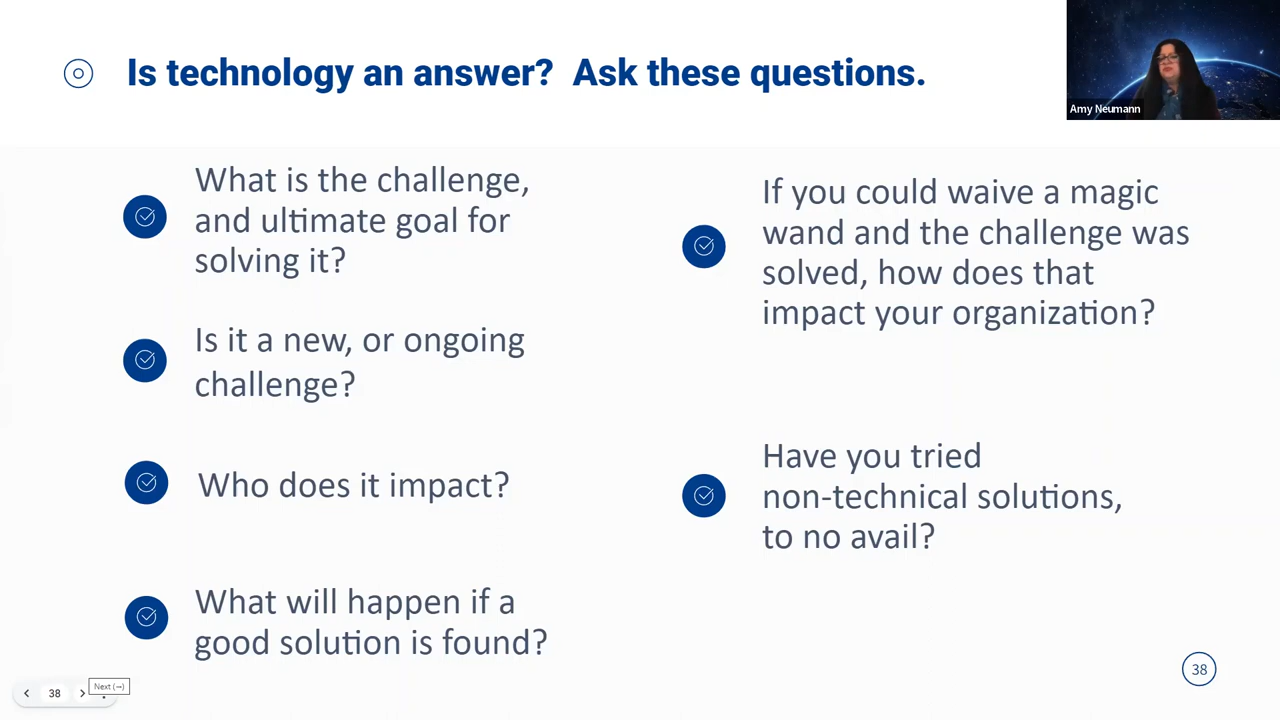 Is technology an answer?  Ask these questions.
Amy Neumann
What is the challenge,
and ultimate goal for
solving it?
Is it a new, or ongoing
challenge?
Who does it impact?
What will happen if a
good solution is found?
If you could waive a magic
wand and the challenge was
solved, how does that
impact your organization?
Have you tried
non-technical solutions,
to no avail?
38
38
Next (→)